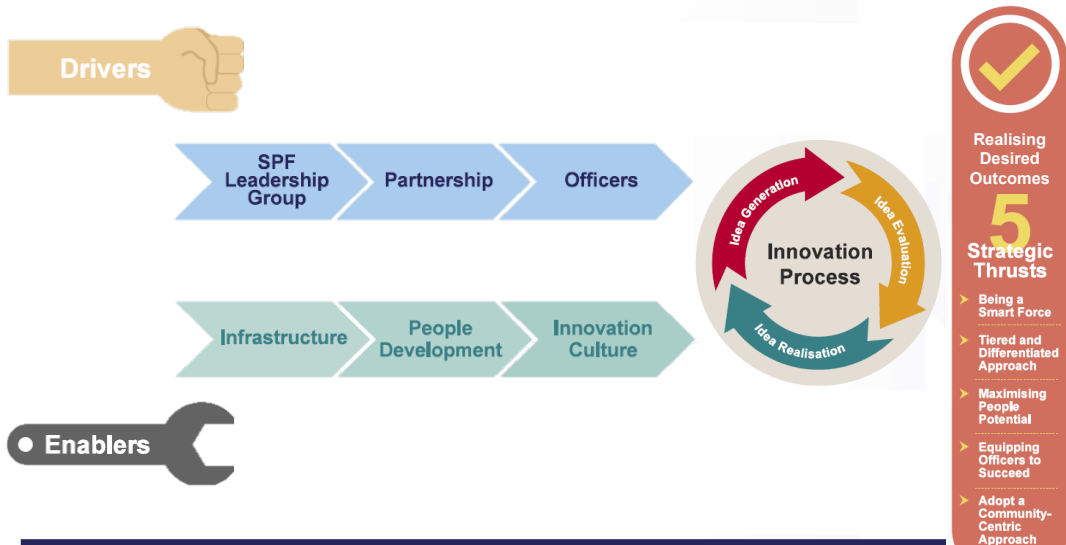 Drivers
SPF
Leadership
Group
Partnership
Officers
Infrastructure
People
Development
Innovation
Culture
Enablers
Idea Generation
Idea Evaluation
Idea Realisation
Innovation
Process
Realising
Desired
Outcomes
5
Strategic
Thrusts
Being a
Smart Force
Tiered and
Differentiated
Approach
Maximising
People
Potential
Equipping
Officers to
Succeed
Adopt a
Community-
Centric
Approach